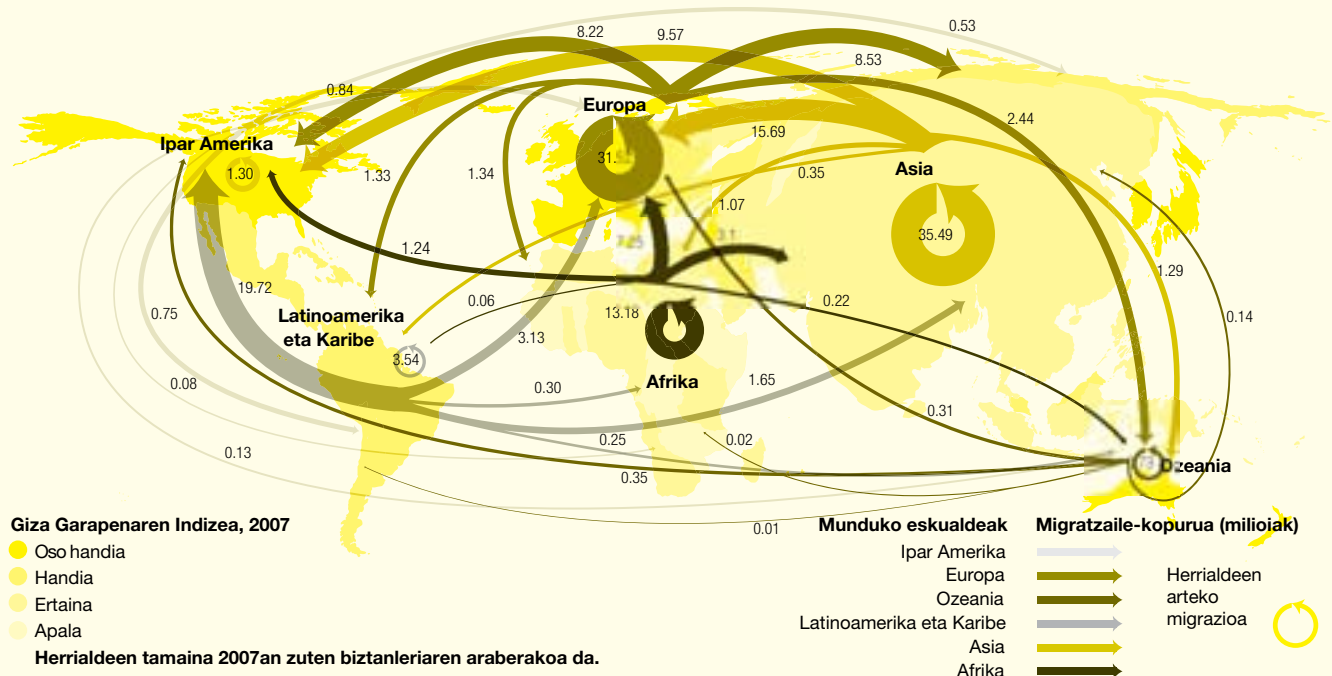 0.53
8.22
9.57
8.53
0.84
Europa
2.44
15.69
Ipar Amerika
31.
Asia
1.30
1.33
1.34
0.35
1.07
35.49
3.1
1.24
1.29
19.72
0.06
0.22
0.75
Latinoamerika
eta Karibe
13.18
0.14
3.13
3.54
Afrika
0.08
0.30
1.65
0.31
0.25
0.02
0.13
0.35
Ozeania
0.01
Giza Garapenaren Indizea, 2007
Oso handia
Handia
Ertaina
Apala
Herrialdeen tamaina 2007an zuten biztanleriaren araberakoa da.
Munduko eskualdeak Migratzaile-kopurua (milioiak)
Ipar Amerika
Europa
Ozeania
Latinoamerika eta Karibe
Asia
Afrika
Herrialdeen
arteko
migrazioa